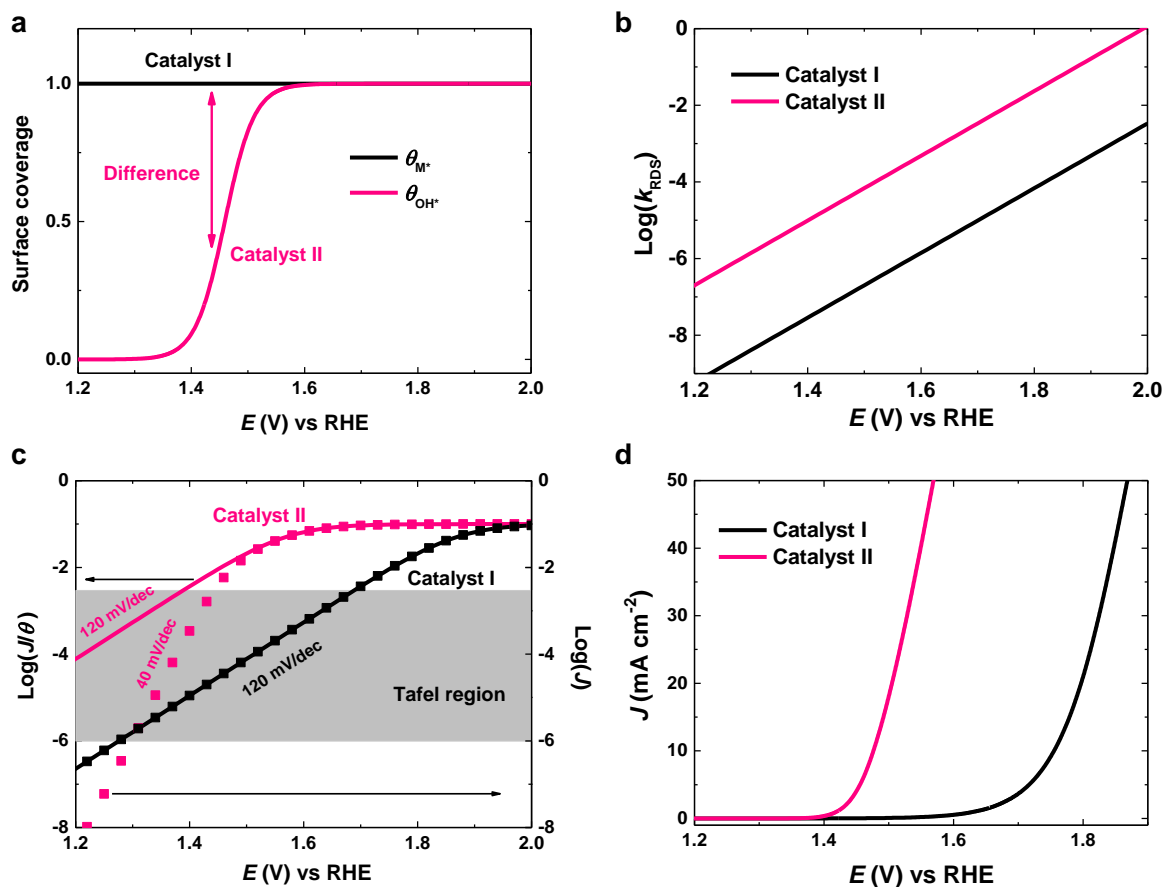 a
Catalyst I
Difference
θM*
θOH*
Catalyst II
Surface coverage
1.0
0.5
0.0
1.2 1.4 1.6 1.8 2.0
E (V) vs RHE
b
Catalyst I
Catalyst II
Log(kRDS)
0
-2
-4
-6
-8
1.2 1.4 1.6 1.8 2.0
E (V) vs RHE
c
Catalyst II
Catalyst I
120 mV/dec
40 mV/dec
120 mV/dec
Tafel region
Log(J/θ)
0
-2
-4
-6
-8
Log(J)
0
-2
-4
-6
-8
1.2 1.4 1.6 1.8 2.0
E (V) vs RHE
d
Catalyst I
Catalyst II
J (mA cm-2)
50
40
30
20
10
0
1.2 1.4 1.6 1.8
E (V) vs RHE